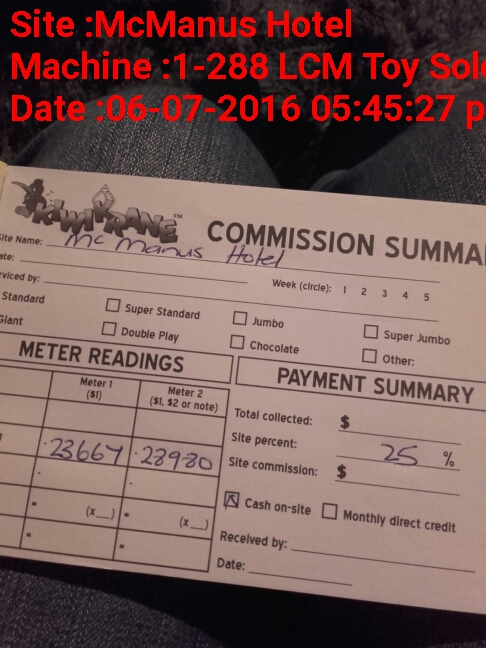 Site :McManus Hotel
Machine :1-288 LCM Toy Sol
Date :06-07-2016 05:45:27 p
KIWI KRANE™
COMMISSION SUMMA
Site Name: McManus Hotel
ate:
Week (circle): 1 2 3 4 5
rviced by:
Standard
Super Standard
Jumbo
Super Jumbo
Giant
Double Play
Chocolate
Other:
METER READINGS
PAYMENT SUMMARY
Meter 1
($1)
Meter 2
($1, $2 or note)
Total collected: $
Site percent: 25 %
23667 28980
Site commission: $
Cash on-site
Monthly direct credit
= (x__) = (x__)
Received by:
= =
Date: